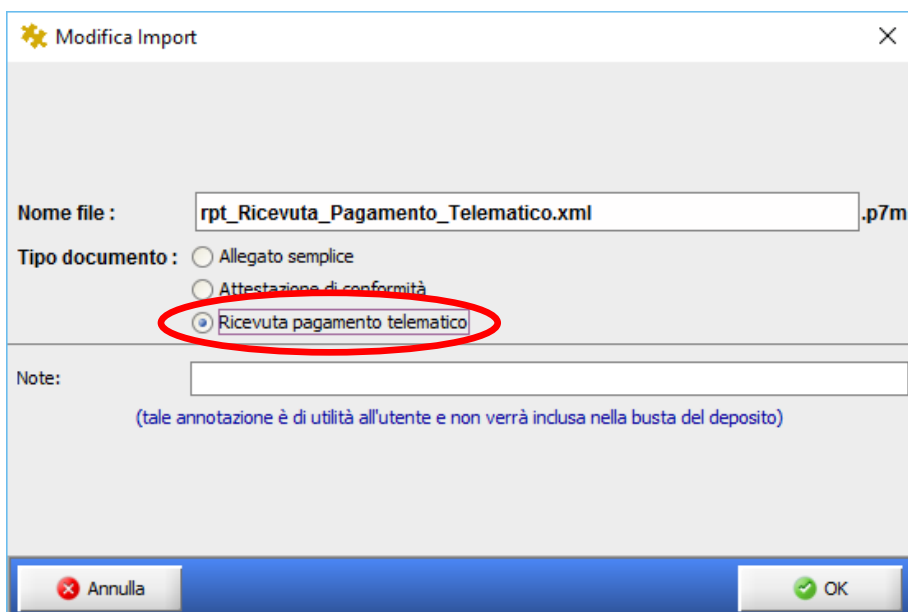 Modifica Import
Nome file : rpt_Ricevuta_Pagamento_Telematico.xml .p7m
Tipo documento : Allegato semplice
Attestazione di conformità
Ricevuta pagamento telematico
Note:
(tale annotazione è di utilità all'utente e non verrà inclusa nella busta del deposito)
Annulla OK